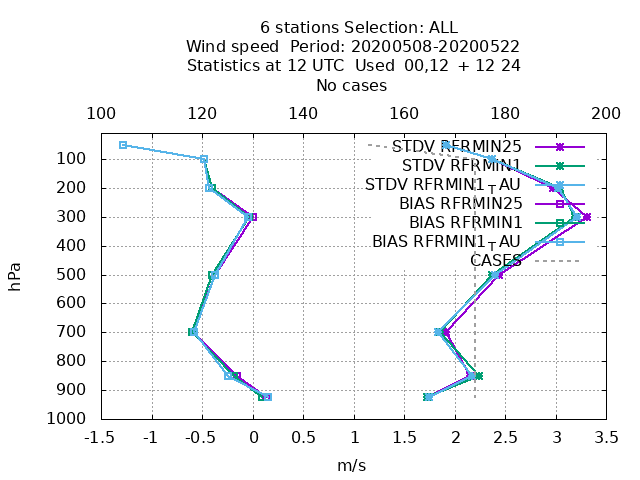 6 stations Selection: ALL
Wind speed  Period: 20200508-20200522
Statistics at 12 UTC  Used  00,12  + 12 24
No cases
100 120 140 160 180 200
STDV RFRMIN25
STDV RFRMIN1
STDV RFRMIN1_TAU
BIAS RFRMIN25
BIAS RFRMIN1
BIAS RFRMIN1_TAU
CASES
100
200
300
400
500
600
700
800
900
1000
hPa
-1.5 -1 -0.5 0 0.5 1 1.5 2 2.5 3 3.5
m/s